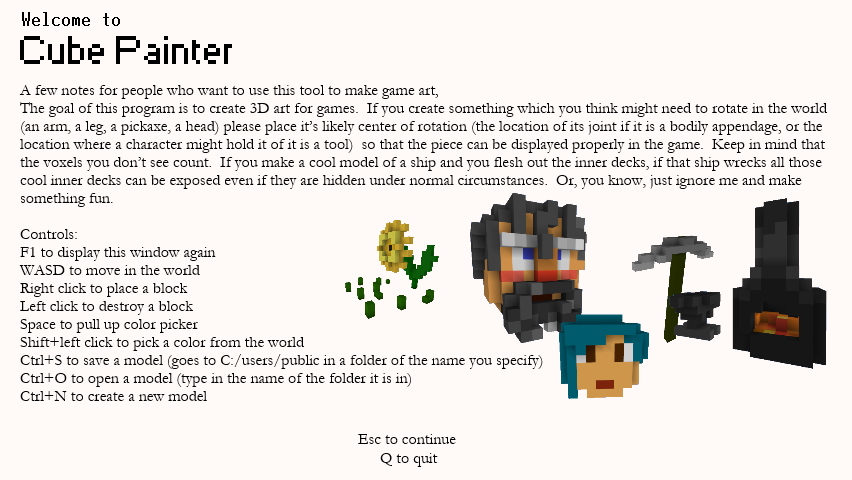 Welcome to
Cube Painter
A few notes for people who want to use this tool to make game art,
The goal of this program is to create 3D art for games.  If you create something which you think might need to rotate in the world
(an arm, a leg, a pickaxe, a head) please place it's likely center of rotation (the location of its joint if it is a bodily appendage, or the
location where a character might hold it of it is a tool)  so that the piece can be displayed properly in the game.  Keep in mind that
the voxels you don't see count.  If you make a cool model of a ship and you flesh out the inner decks, if that ship wrecks all those
cool inner decks can be exposed even if they are hidden under normal circumstances.  Or, you know, just ignore me and make
something fun.
Controls:
F1 to display this window again
WASD to move in the world
Right click to place a block
Left click to destroy a block
Space to pull up color picker
Shift+left click to pick a color from the world
Ctrl+S to save a model (goes to C:/users/public in a folder of the name you specify)
Ctrl+O to open a model (type in the name of the folder it is in)
Ctrl+N to create a new model
Esc to continue
Q to quit